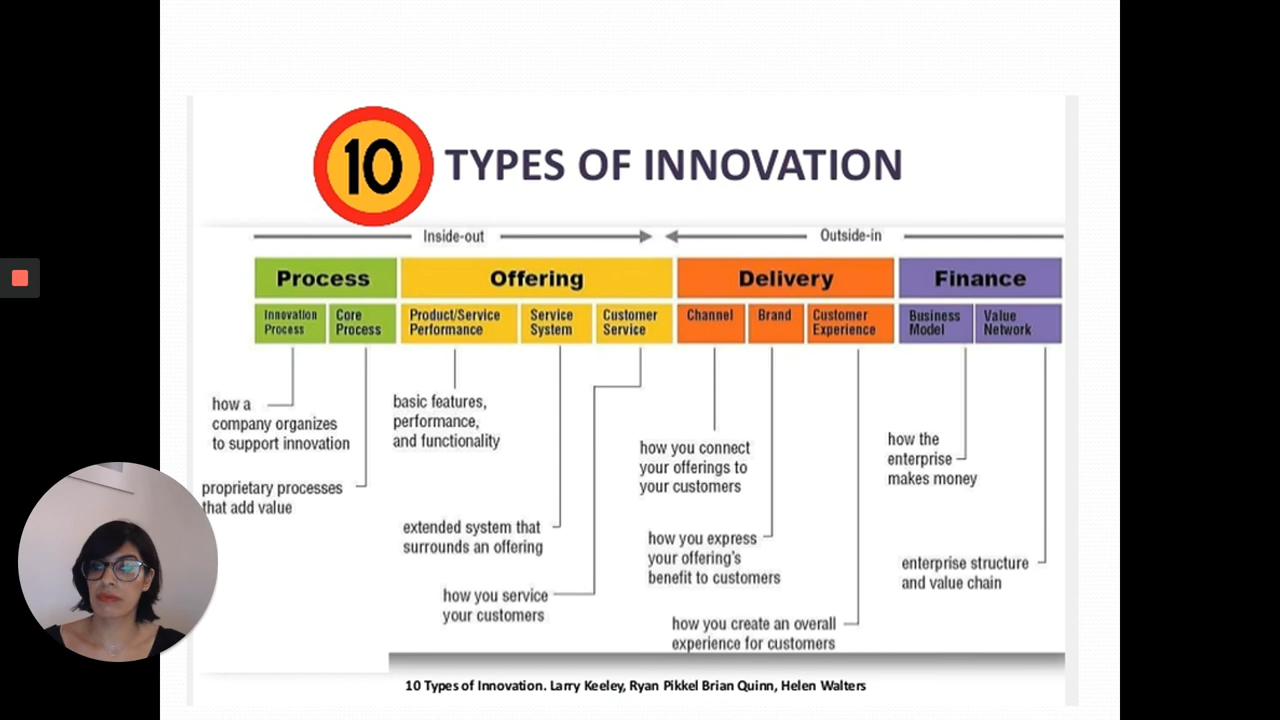 10 TYPES OF INNOVATION
Inside-out Outside-in
Process Offering Delivery Finance
Innovation Process
Core Process
Product/Service Performance
Service System
Customer Service
Channel
Brand
Customer Experience
Business Model
Value Network
how a
company organizes
to support innovation
proprietary processes
that add value
basic features,
performance,
and functionality
extended system that
surrounds an offering
how you service
your customers
how you connect
your offerings to
your customers
how you express
your offering's
benefit to customers
how you create an overall
experience for customers
how the
enterprise
makes money
enterprise structure
and value chain
10 Types of Innovation. Larry Keeley, Ryan Pikkel Brian Quinn, Helen Walters